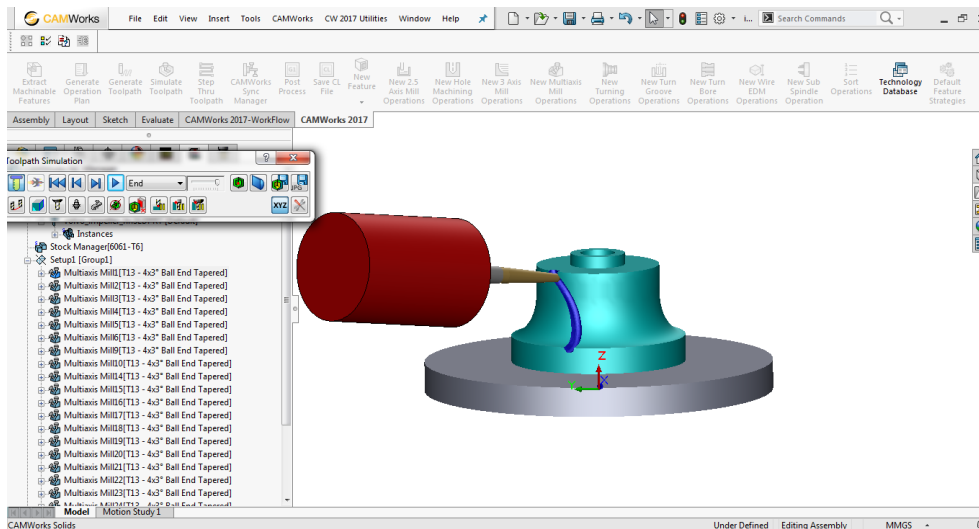 CAMWorks File Edit View Insert Tools CAMWorks CW 2017 Utilities Window Help i... Search Commands
Extract Machinable Features
Generate Operation Plan
Generate Toolpath
Simulate Toolpath
Step Thru Toolpath
CAMWorks Sync Manager
Post Process
Save CL File
New Feature
New 2.5 Axis Mill Operations
New Hole Machining Operations
New 3 Axis Mill Operations
New Multiaxis Mill Operations
New Turning Operations
New Turn Groove Operations
New Turn Bore Operations
New Wire EDM Operations
New Sub Spindle Operation
Sort Operations
Technology Database
Default Feature Strategies
Assembly Layout Sketch Evaluate CAMWorks 2017-WorkFlow CAMWorks 2017
Toolpath Simulation
End
JPG
XYZ
Instances
Stock Manager[6061-T6]
Setup1 [Group1]
Multiaxis Mill1[T13 - 4x3° Ball End Tapered]
Multiaxis Mill2[T13 - 4x3° Ball End Tapered]
Multiaxis Mill3[T13 - 4x3° Ball End Tapered]
Multiaxis Mill5[T13 - 4x3° Ball End Tapered]
Multiaxis Mill6[T13 - 4x3° Ball End Tapered]
Multiaxis Mill9[T13 - 4x3° Ball End Tapered]
Multiaxis Mill10[T13 - 4x3° Ball End Tapered]
Multiaxis Mill14[T13 - 4x3° Ball End Tapered]
Multiaxis Mill15[T13 - 4x3° Ball End Tapered]
Multiaxis Mill16[T13 - 4x3° Ball End Tapered]
Multiaxis Mill17[T13 - 4x3° Ball End Tapered]
Multiaxis Mill18[T13 - 4x3° Ball End Tapered]
Multiaxis Mill19[T13 - 4x3° Ball End Tapered]
Multiaxis Mill20[T13 - 4x3° Ball End Tapered]
Multiaxis Mill21[T13 - 4x3° Ball End Tapered]
Multiaxis Mill22[T13 - 4x3° Ball End Tapered]
Multiaxis Mill23[T13 - 4x3° Ball End Tapered]
Multiaxis Mill24[T13 - 4x3° Ball End Tapered]
Z
Y X
Model Motion Study 1
CAMWorks Solids Under Defined Editing Assembly MMGS